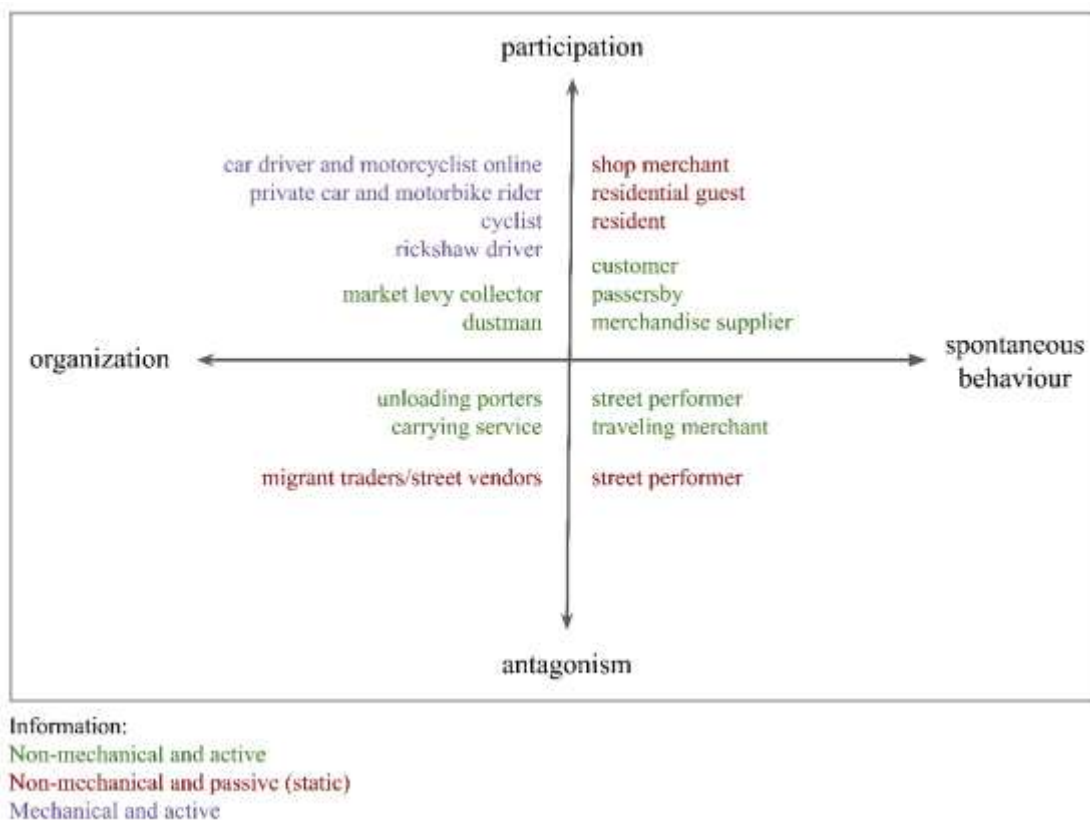 participation
car driver and motorcyclist online
private car and motorbike rider
cyclist
rickshaw driver
market levy collector
dustman
shop merchant
residential guest
resident
customer
passersby
merchandise supplier
organization
spontaneous
behaviour
unloading porters
carrying service
migrant traders/street vendors
street performer
traveling merchant
street performer
antagonism
Information:
Non-mechanical and active
Non-mechanical and passive (static)
Mechanical and active